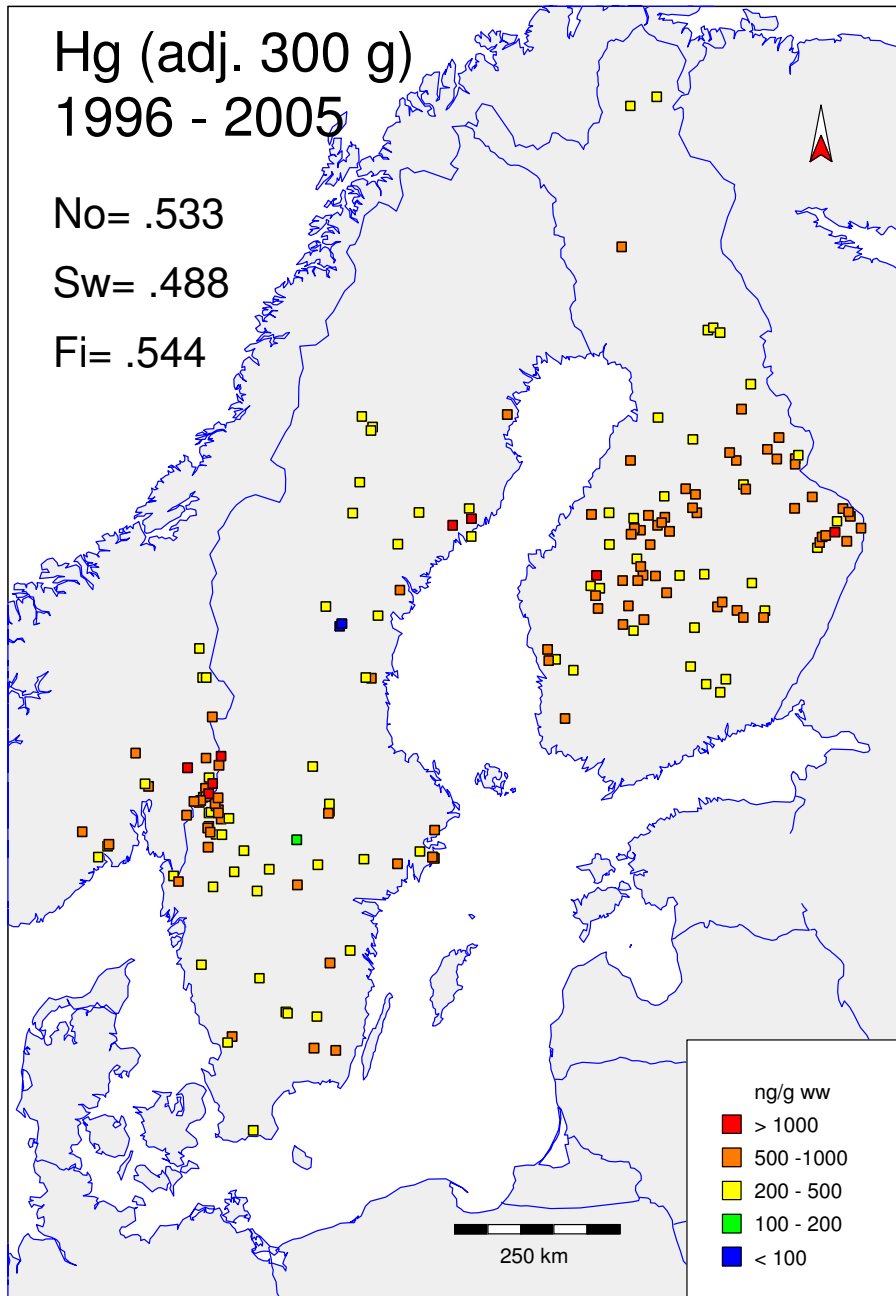 Hg (adj. 300 g)
1996 - 2005
No= .533
Sw= .488
Fi= .544
ng/g ww
> 1000
500 -1000
200 - 500
100 - 200
< 100
250 km